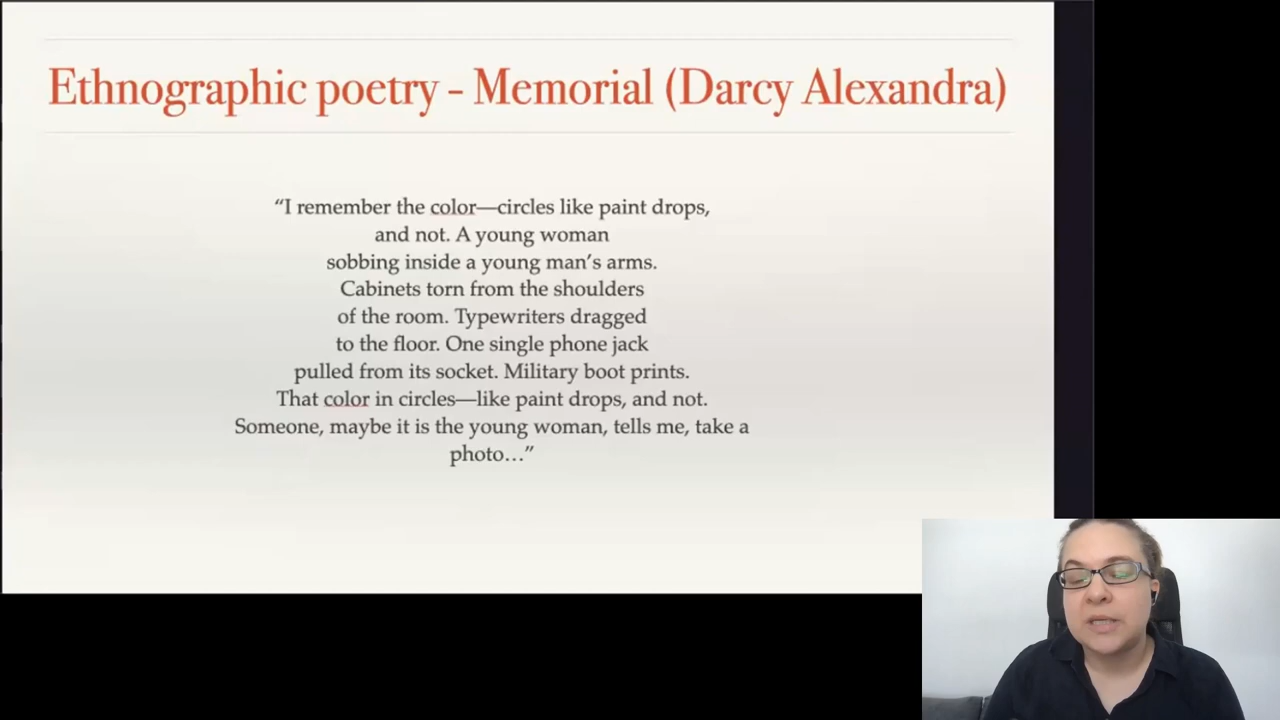 Ethnographic poetry - Memorial (Darcy Alexandra)
“I remember the color—circles like paint drops,
and not. A young woman
sobbing inside a young man’s arms.
Cabinets torn from the shoulders
of the room. Typewriters dragged
to the floor. One single phone jack
pulled from its socket. Military boot prints.
That color in circles—like paint drops, and not.
Someone, maybe it is the young woman, tells me, take a
photo…”